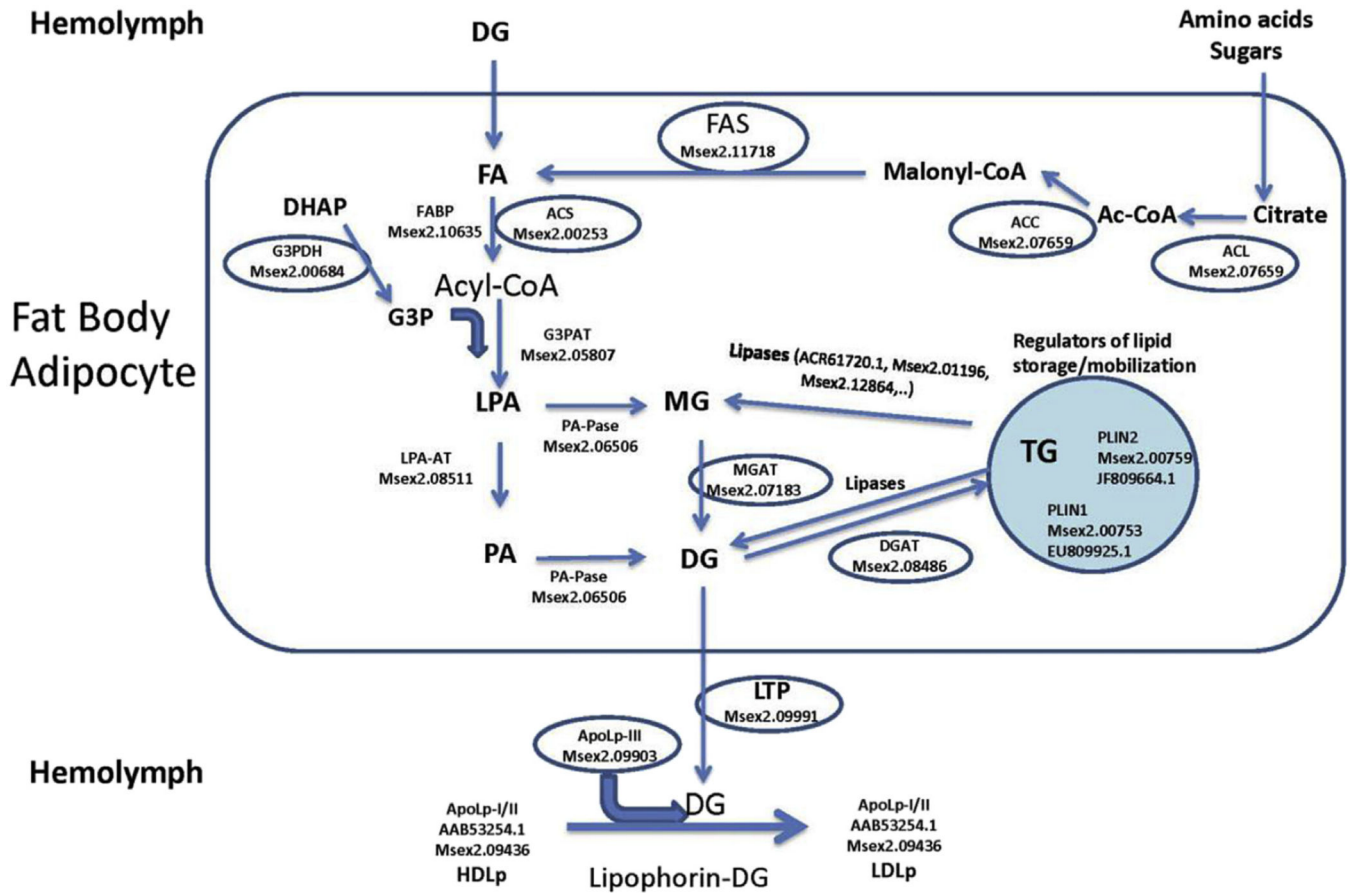 Hemolymph
DG
Amino acids
Sugars
FAS
Msex2.11718
FA
Malonyl-CoA
DHAP
FABP
Msex2.10635
ACS
Msex2.00253
ACC
Msex2.07659
Ac-CoA
Citrate
ACL
Msex2.07659
G3PDH
Msex2.00684
Acyl-CoA
G3P
Fat Body
Adipocyte
G3PAT
Msex2.05807
Lipases (ACR61720.1, Msex2.01196,
Msex2.12864,..)
Regulators of lipid
storage/mobilization
LPA
MG
PA-Pase
Msex2.06506
LPA-AT
Msex2.08511
MGAT
Msex2.07183
Lipases
TG
PLIN2
Msex2.00759
JF809664.1
PLIN1
Msex2.00753
EU809925.1
PA
DG
PA-Pase
Msex2.06506
DGAT
Msex2.08486
LTP
Msex2.09991
ApoLp-III
Msex2.09903
Hemolymph
DG
ApoLp-I/II
AAB53254.1
Msex2.09436
HDLp
Lipophorin-DG
ApoLp-I/II
AAB53254.1
Msex2.09436
LDLp